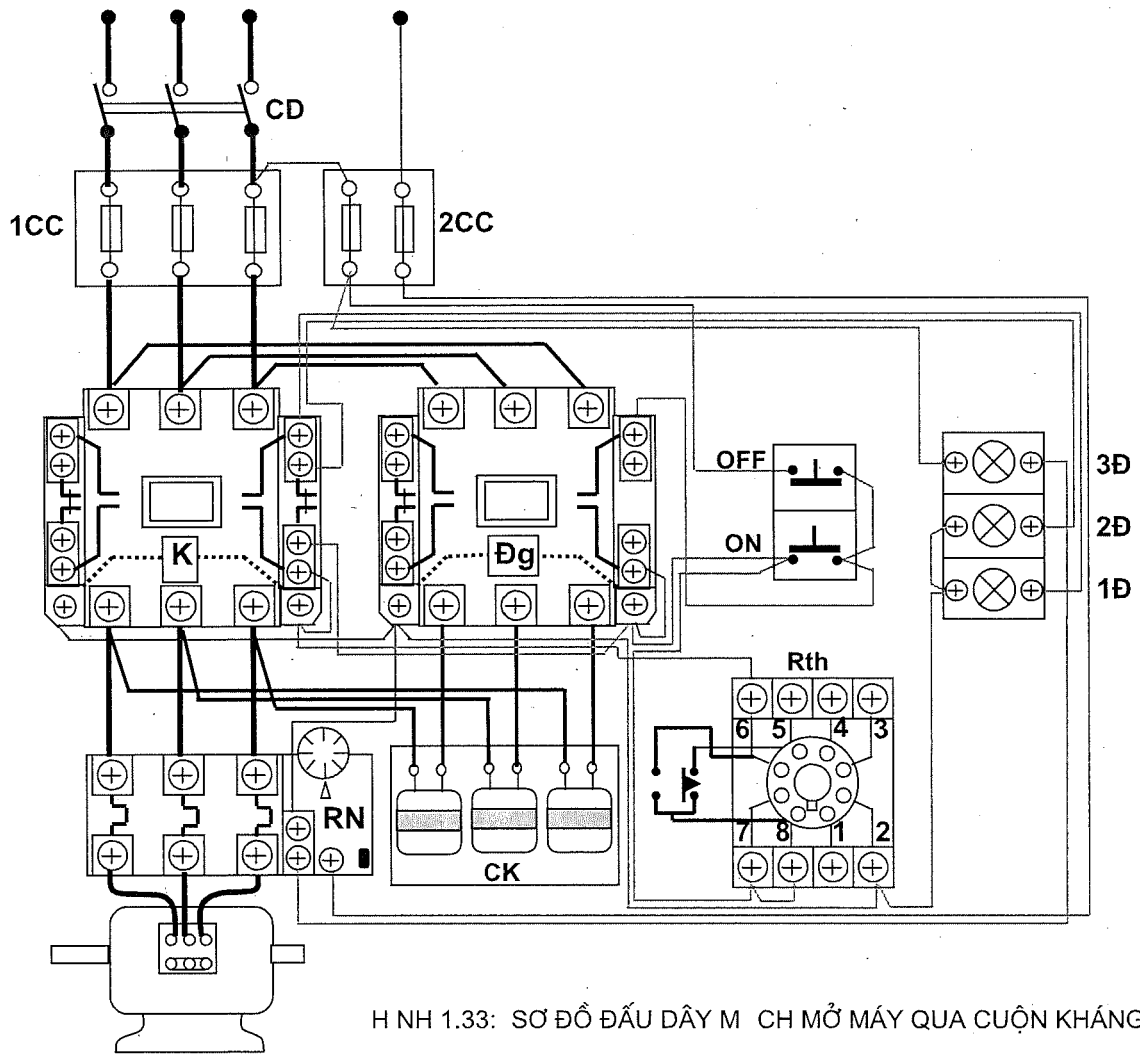 CD
1CC
2CC
OFF
3Đ
2Đ
ON
1Đ
K
Đg
Rth
6 5 4 3
7 8 1 2
RN
CK
H NH 1.33: SƠ ĐỒ ĐẤU DÂY M CH MỞ MÁY QUA CUỘN KHÁNG